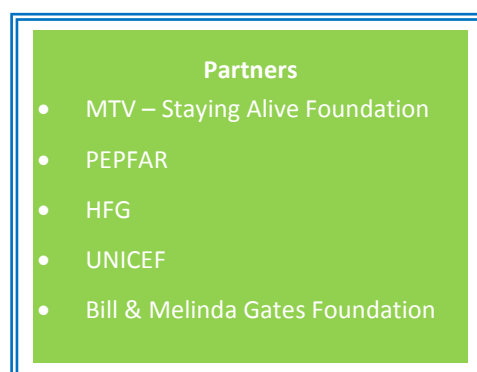 Partners
• MTV – Staying Alive Foundation
• PEPFAR
• HFG
• UNICEF
• Bill & Melinda Gates Foundation